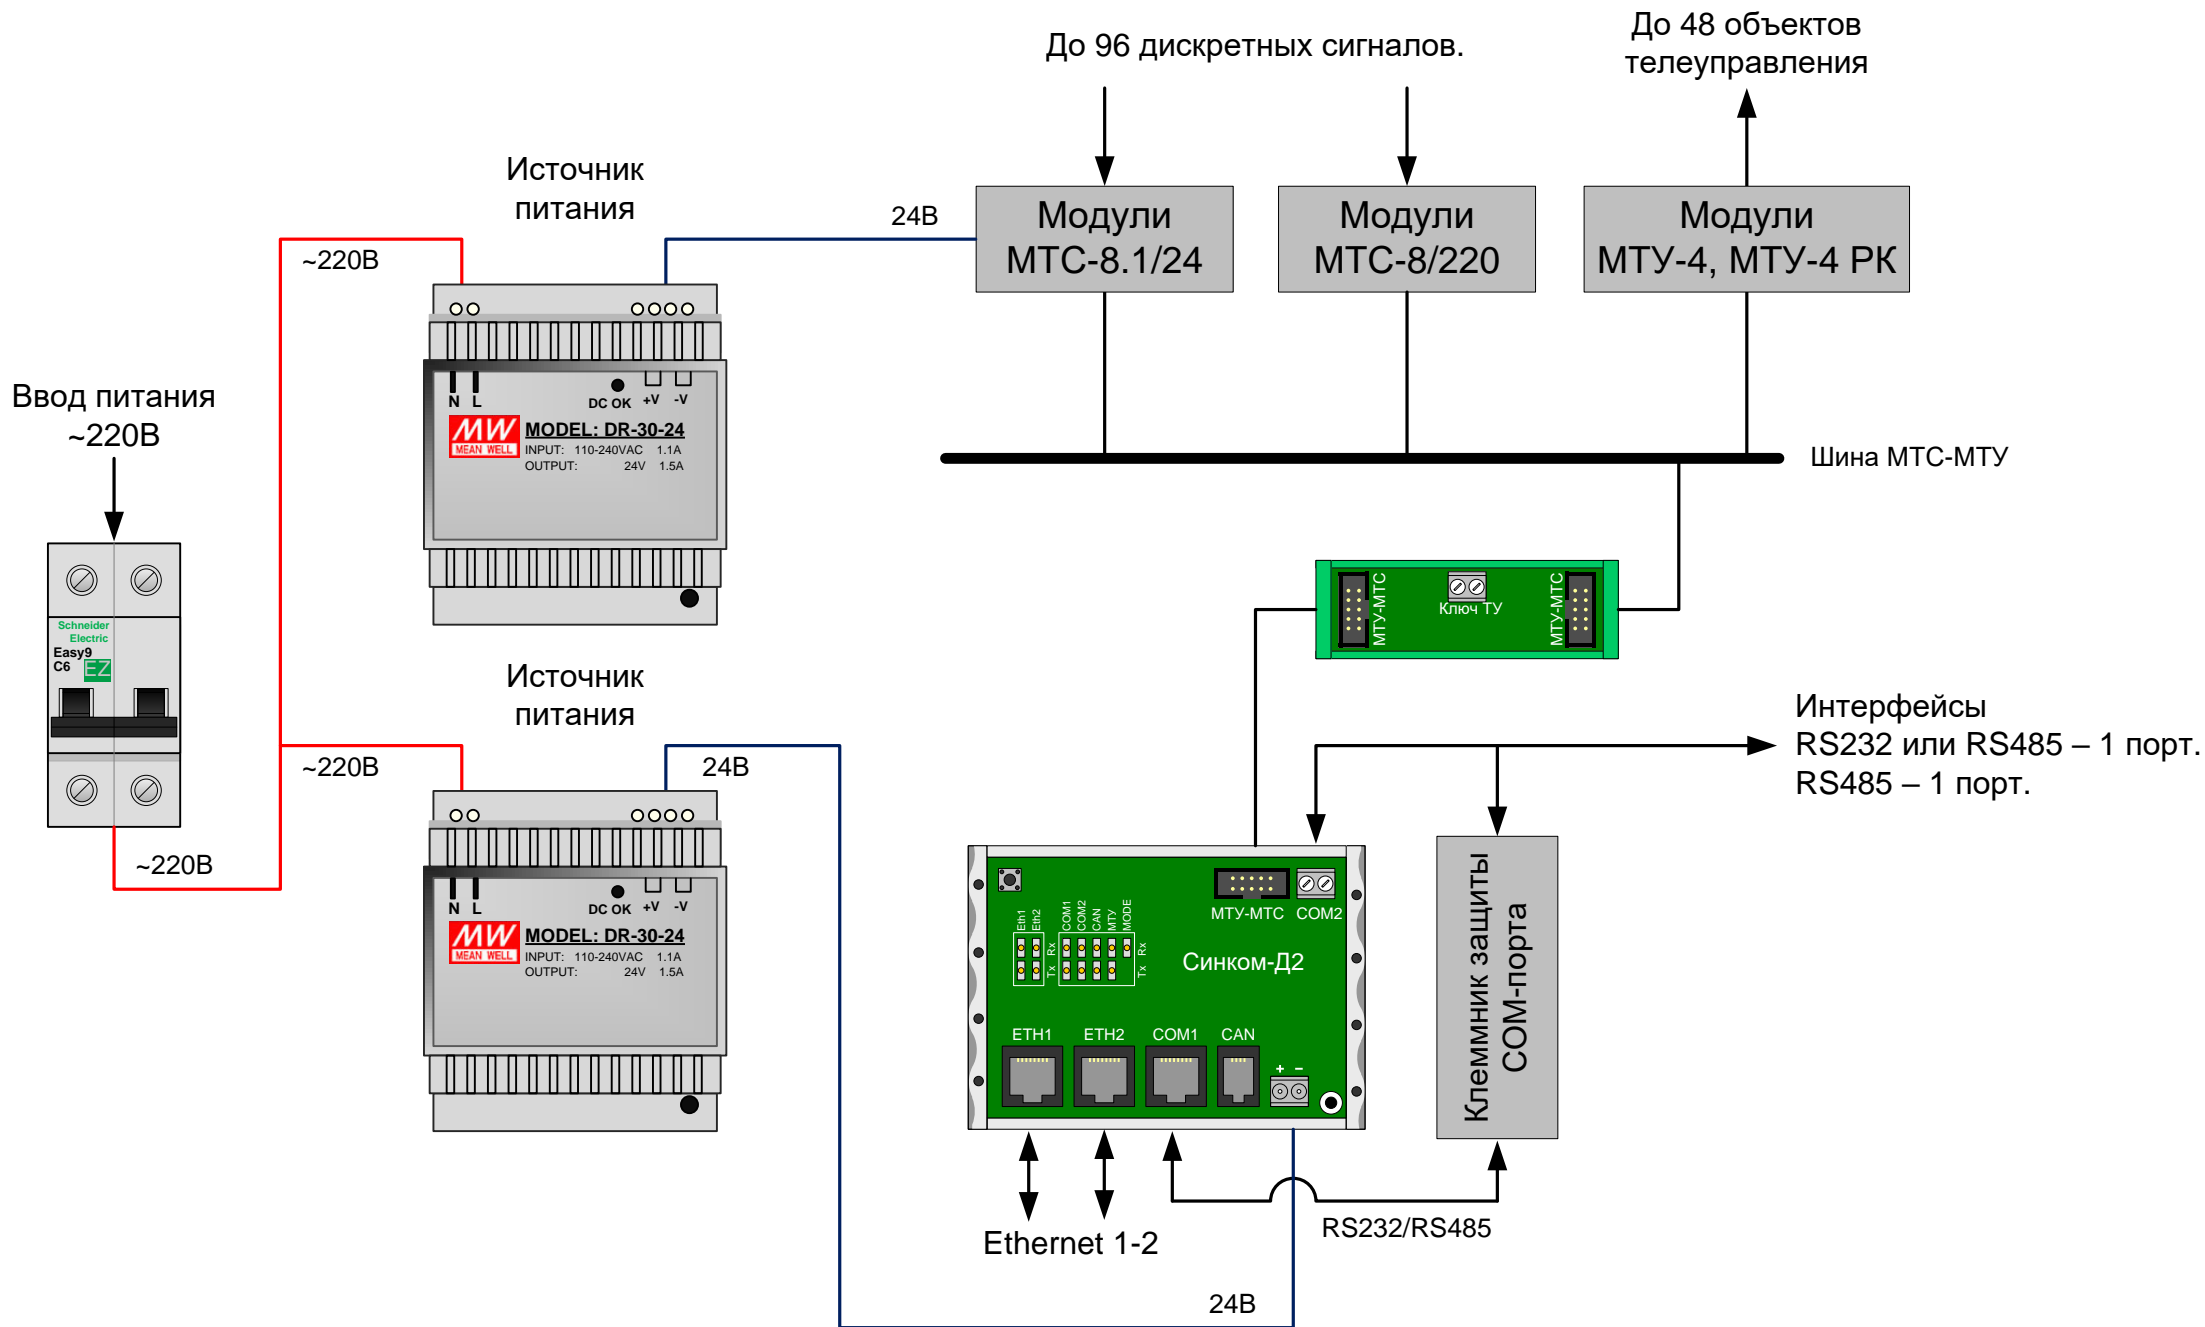 До 96 дискретных сигналов.
До 48 объектов
телеуправления
Источник
питания
24В
~220В
Модули
МТС-8.1/24
Модули
МТС-8/220
Модули
МТУ-4, МТУ-4 РК
Ввод питания
~220В
N L
DC OK +V -V
MW
MEAN WELL
MODEL: DR-30-24
INPUT: 110-240VAC 1.1A
OUTPUT: 24V 1.5A
Шина МТС-МТУ
МТУ-МТС
Ключ ТУ
МТУ-МТС
Schneider
Electric
Easy9
C6
EZ
Источник
питания
~220В
24В
Интерфейсы
RS232 или RS485 – 1 порт.
RS485 – 1 порт.
~220В
N L
DC OK +V -V
MW
MEAN WELL
MODEL: DR-30-24
INPUT: 110-240VAC 1.1A
OUTPUT: 24V 1.5A
МТУ-МТС COM2
Eth1
Eth2
COM1
COM2
CAN
МТУ
MODE
Rx
Tx
Rx
Tx
Синком-Д2
ETH1 ETH2 COM1 CAN
+ −
Клеммник защиты
COM-порта
Ethernet 1-2
RS232/RS485
24В